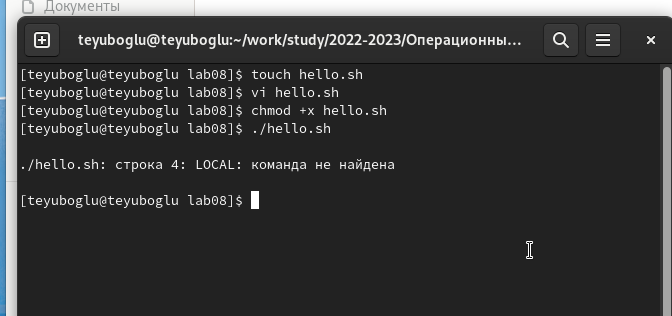 Документы
teyuboglu@teyuboglu:~/work/study/2022-2023/Операционны...
[teyuboglu@teyuboglu lab08]$ touch hello.sh
[teyuboglu@teyuboglu lab08]$ vi hello.sh
[teyuboglu@teyuboglu lab08]$ chmod +x hello.sh
[teyuboglu@teyuboglu lab08]$ ./hello.sh
./hello.sh: строка 4: LOCAL: команда не найдена
[teyuboglu@teyuboglu lab08]$